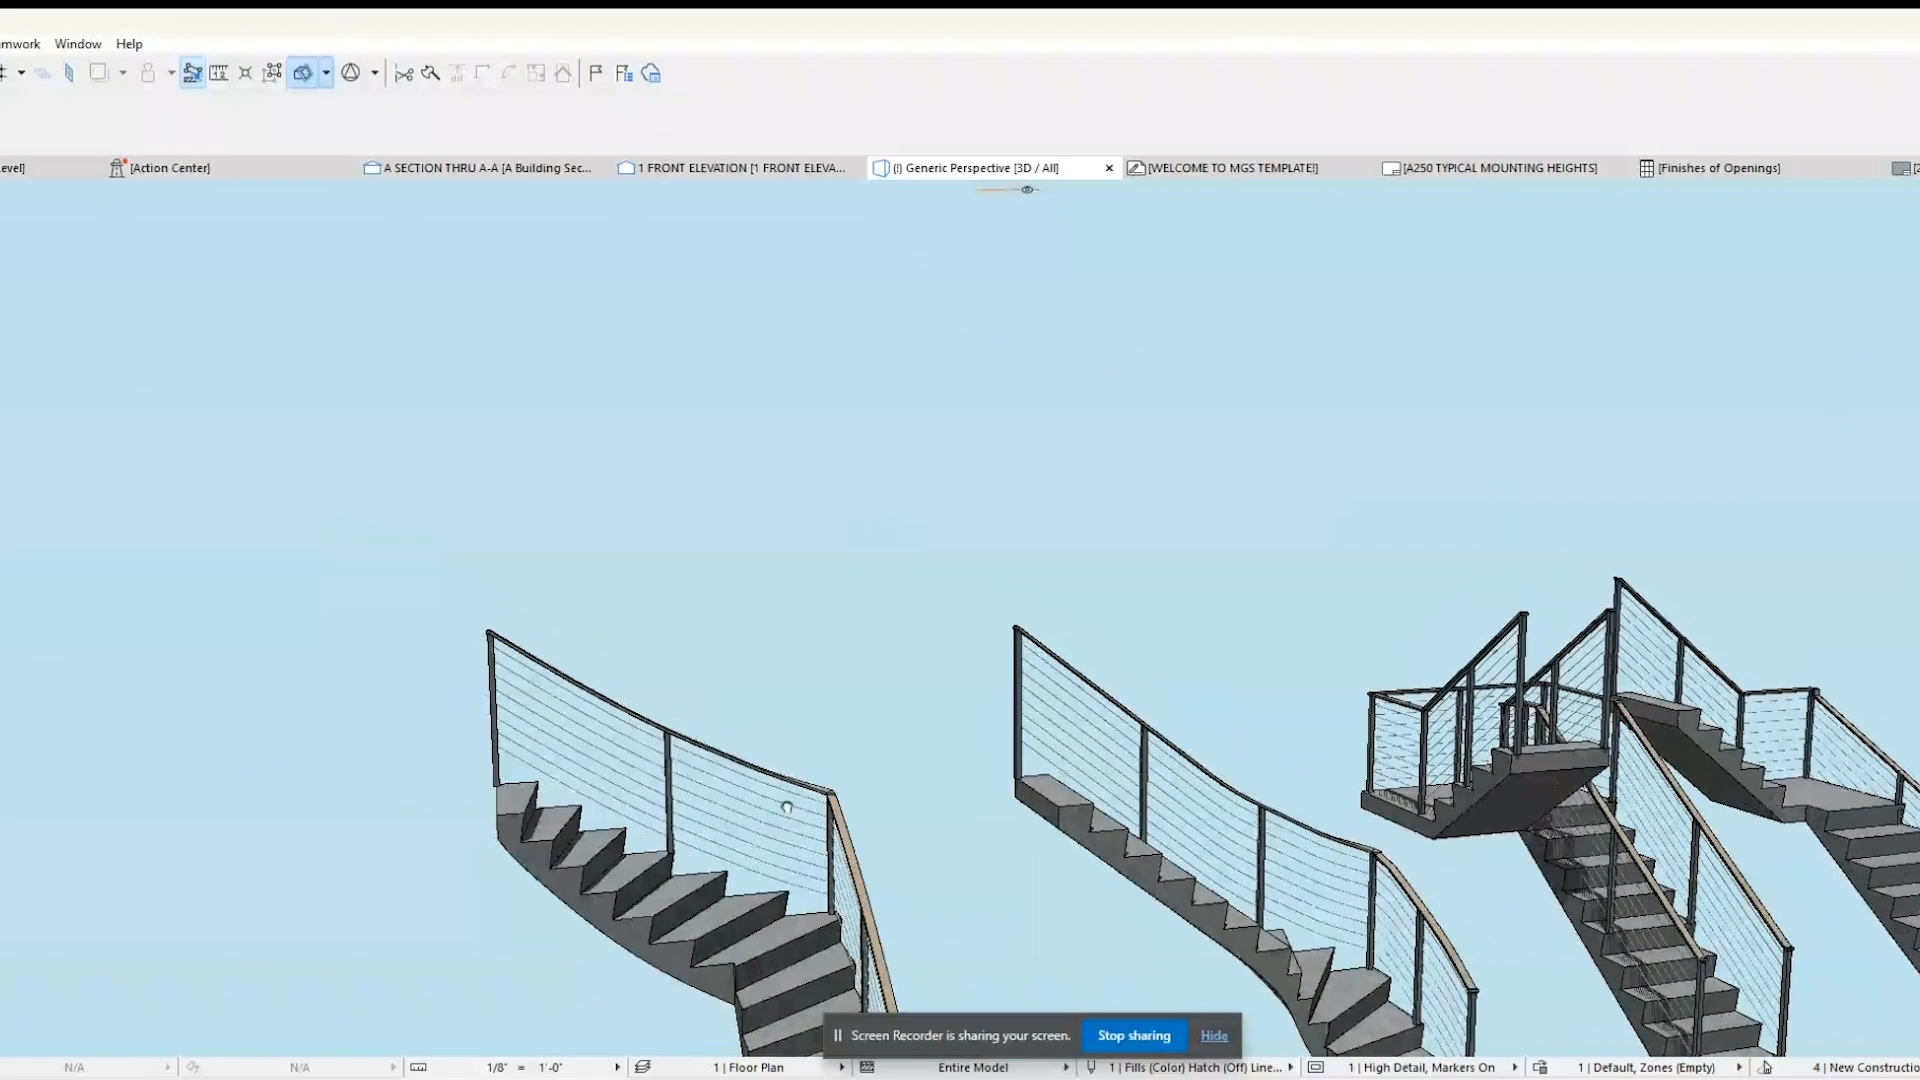 mwork Window Help
evel] [Action Center] A SECTION THRU A-A [A Building Sec... 1 FRONT ELEVATION [1 FRONT ELEVA... (!) Generic Perspective [3D / All] [WELCOME TO MGS TEMPLATE!] [A250 TYPICAL MOUNTING HEIGHTS] [Finishes of Openings]
Screen Recorder is sharing your screen. Stop sharing Hide
N/A N/A 1/8" = 1'-0" 1 | Floor Plan Entire Model 1 | Fills (Color) Hatch (Off) Line... 1 | High Detail, Markers On 1 | Default, Zones (Empty) 4 | New Constructio